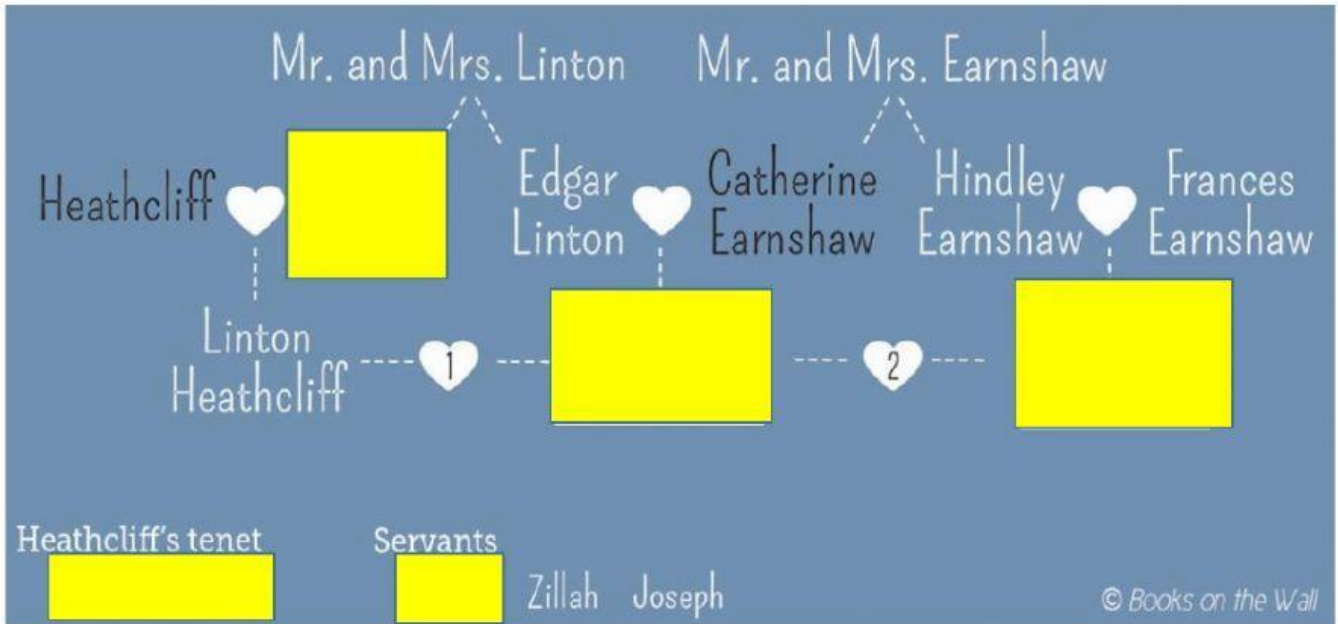 Mr. and Mrs. Linton
Mr. and Mrs. Earnshaw
Heathcliff
Edgar
Linton
Catherine
Earnshaw
Hindley
Earnshaw
Frances
Earnshaw
Linton
Heathcliff
1
2
Heathcliff's tenet
Servants
Zillah Joseph
© Books on the Wall